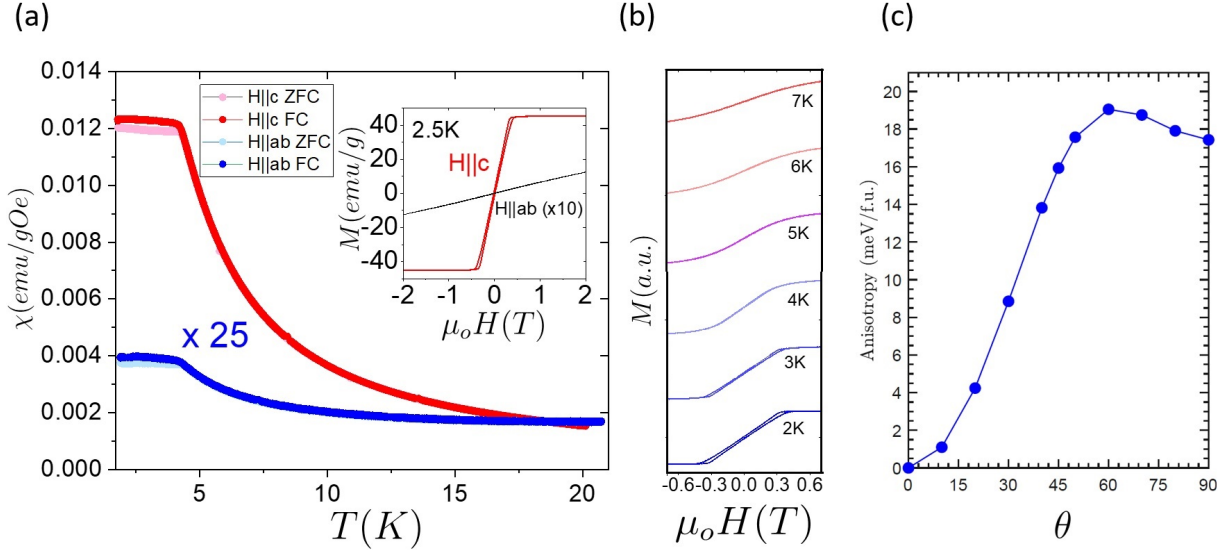 (a)
(b)
(c)
0.014
0.012
0.010
0.008
0.006
0.004
0.002
0.000
χ(emu/gOe)
5
10
15
20
T(K)
H||c ZFC
H||c FC
H||ab ZFC
H||ab FC
x 25
40
20
0
-20
-40
M(emu/g)
2.5K
H||c
H||ab (x10)
-2
-1
0
1
2
μₒH(T)
M(a.u.)
7K
6K
5K
4K
3K
2K
-0.6
-0.3
0.0
0.3
0.6
μₒH(T)
Anisotropy (meV/f.u.)
20
18
16
14
12
10
8
6
4
2
0
0
15
30
45
60
75
90
θ